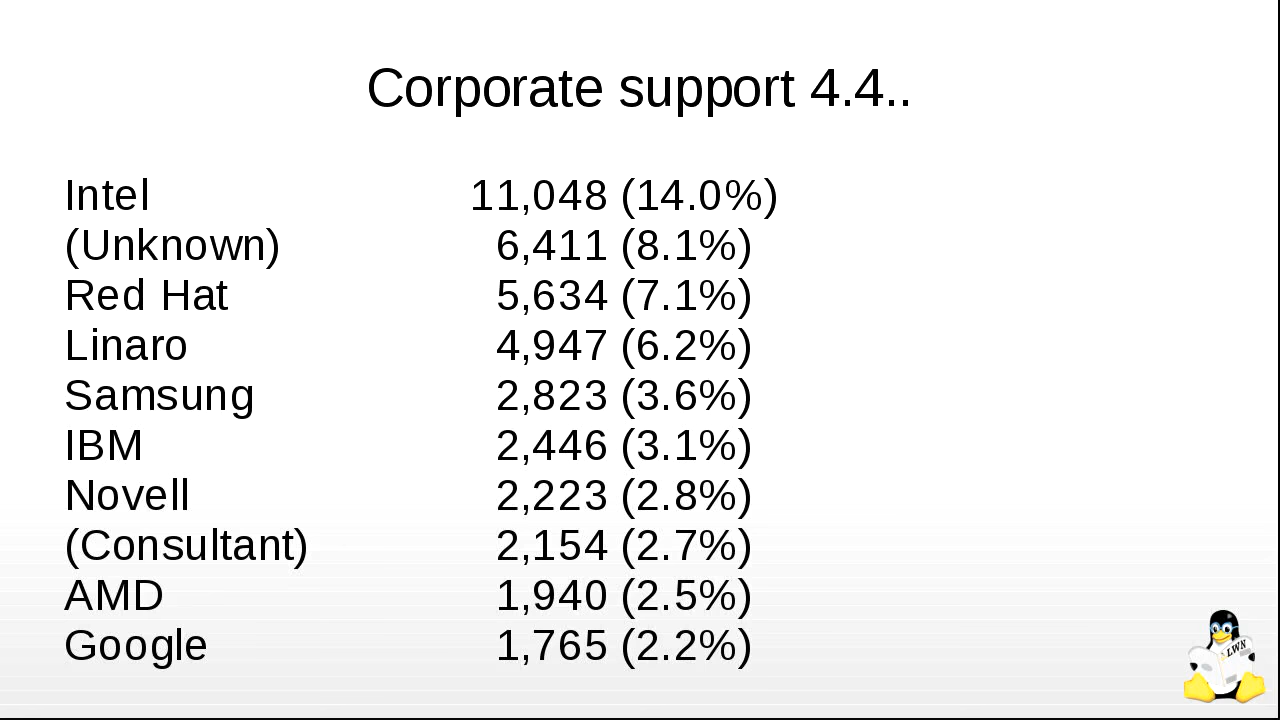 Corporate support 4.4..
Intel 11,048 (14.0%)
(Unknown) 6,411 (8.1%)
Red Hat 5,634 (7.1%)
Linaro 4,947 (6.2%)
Samsung 2,823 (3.6%)
IBM 2,446 (3.1%)
Novell 2,223 (2.8%)
(Consultant) 2,154 (2.7%)
AMD 1,940 (2.5%)
Google 1,765 (2.2%)
LWN